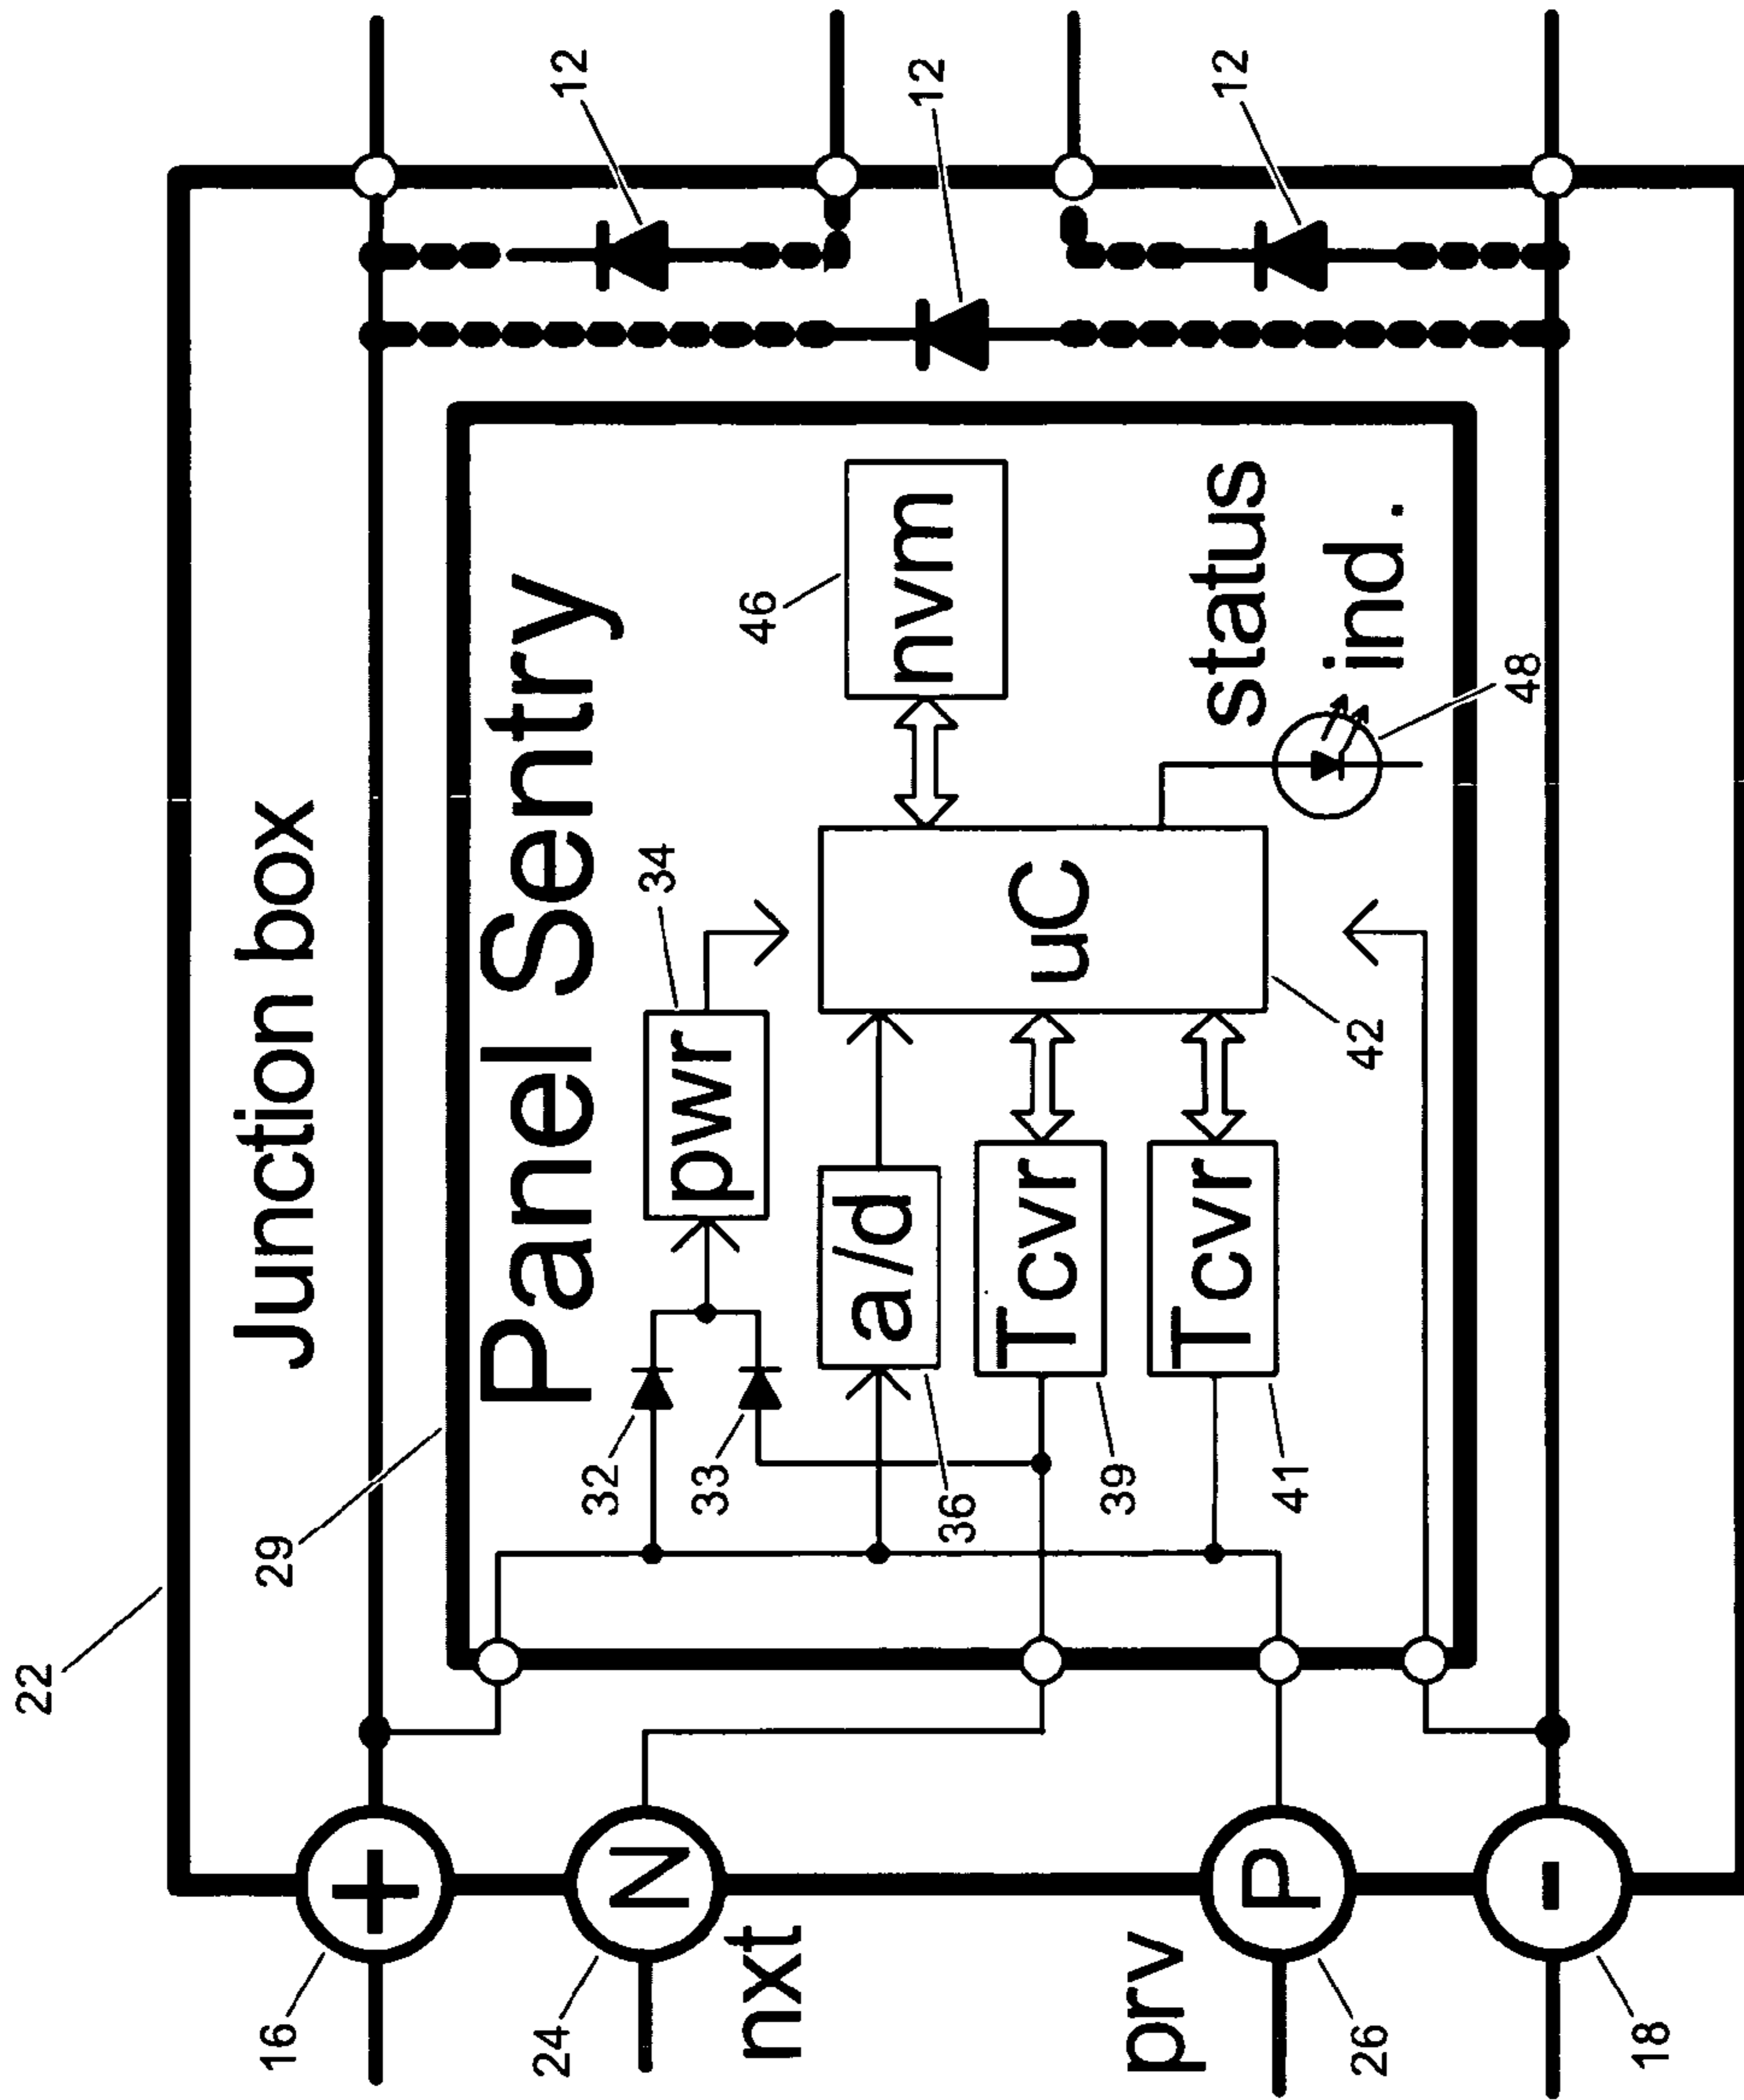 22
Junction box
29
Panel Sentry
12
12
12
16
+
24
N
nxt
prv
P
26
-
18
32
33
34
pwr
36
a/d
39
Tcvr
41
Tcvr
uC
42
46
nvm
status
ind.
48